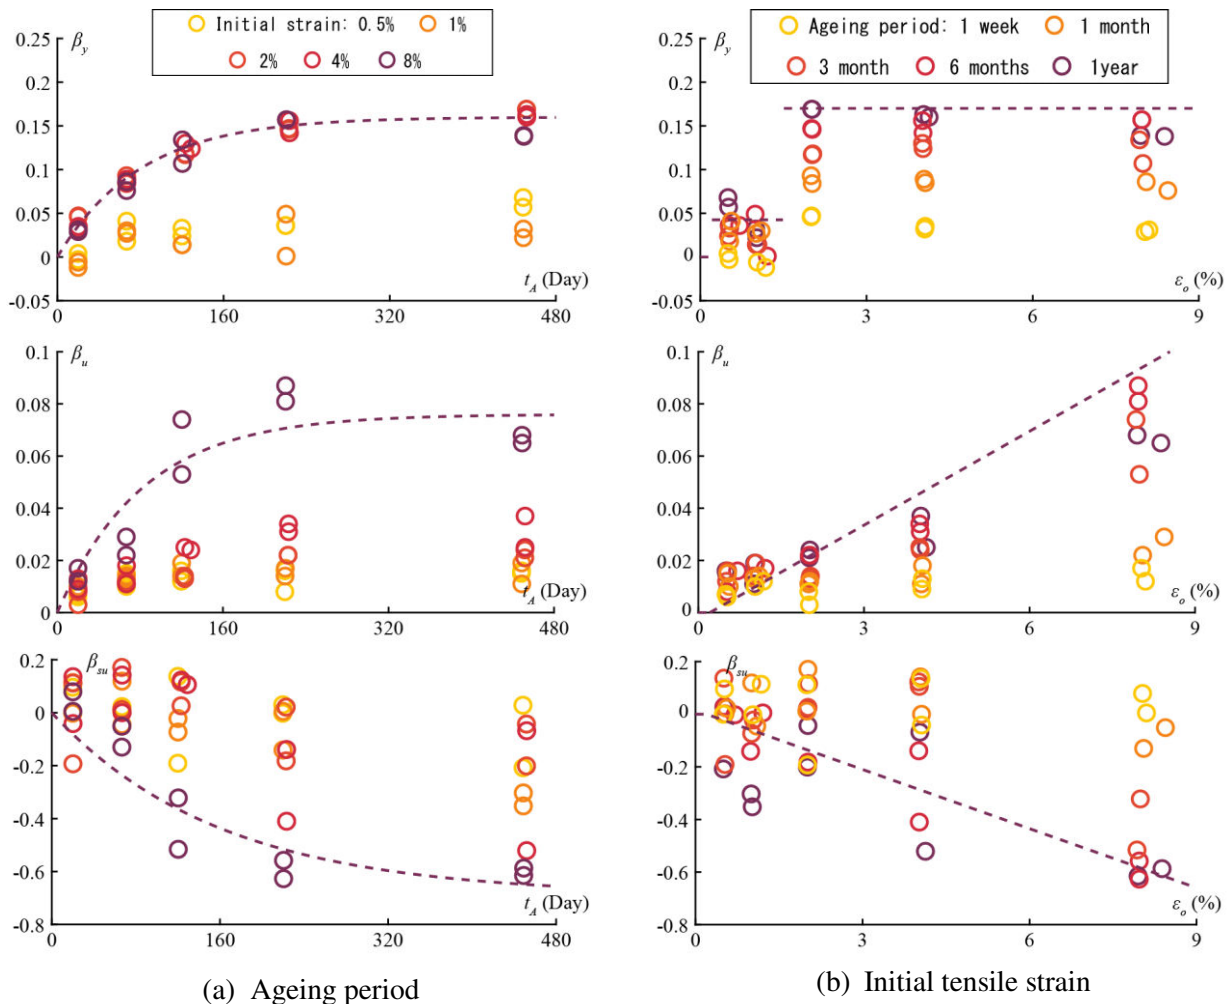 Initial strain: 0.5% 1%
2% 4% 8%
β_y
0.25
0.2
0.15
0.1
0.05
0
-0.05
0 160 320 480
t_A (Day)
Ageing period: 1 week 1 month
3 month 6 months 1year
β_y
0.25
0.2
0.15
0.1
0.05
0
-0.05
0 3 6 9
ε_o (%)
β_u
0.1
0.08
0.06
0.04
0.02
0
0 160 320 480
t_A (Day)
β_u
0.1
0.08
0.06
0.04
0.02
0
0 3 6 9
ε_o (%)
β_su
0.2
0
-0.2
-0.4
-0.6
-0.8
0 160 320 480
t_A (Day)
β_su
0.2
0
-0.2
-0.4
-0.6
-0.8
0 3 6 9
ε_o (%)
(a) Ageing period
(b) Initial tensile strain